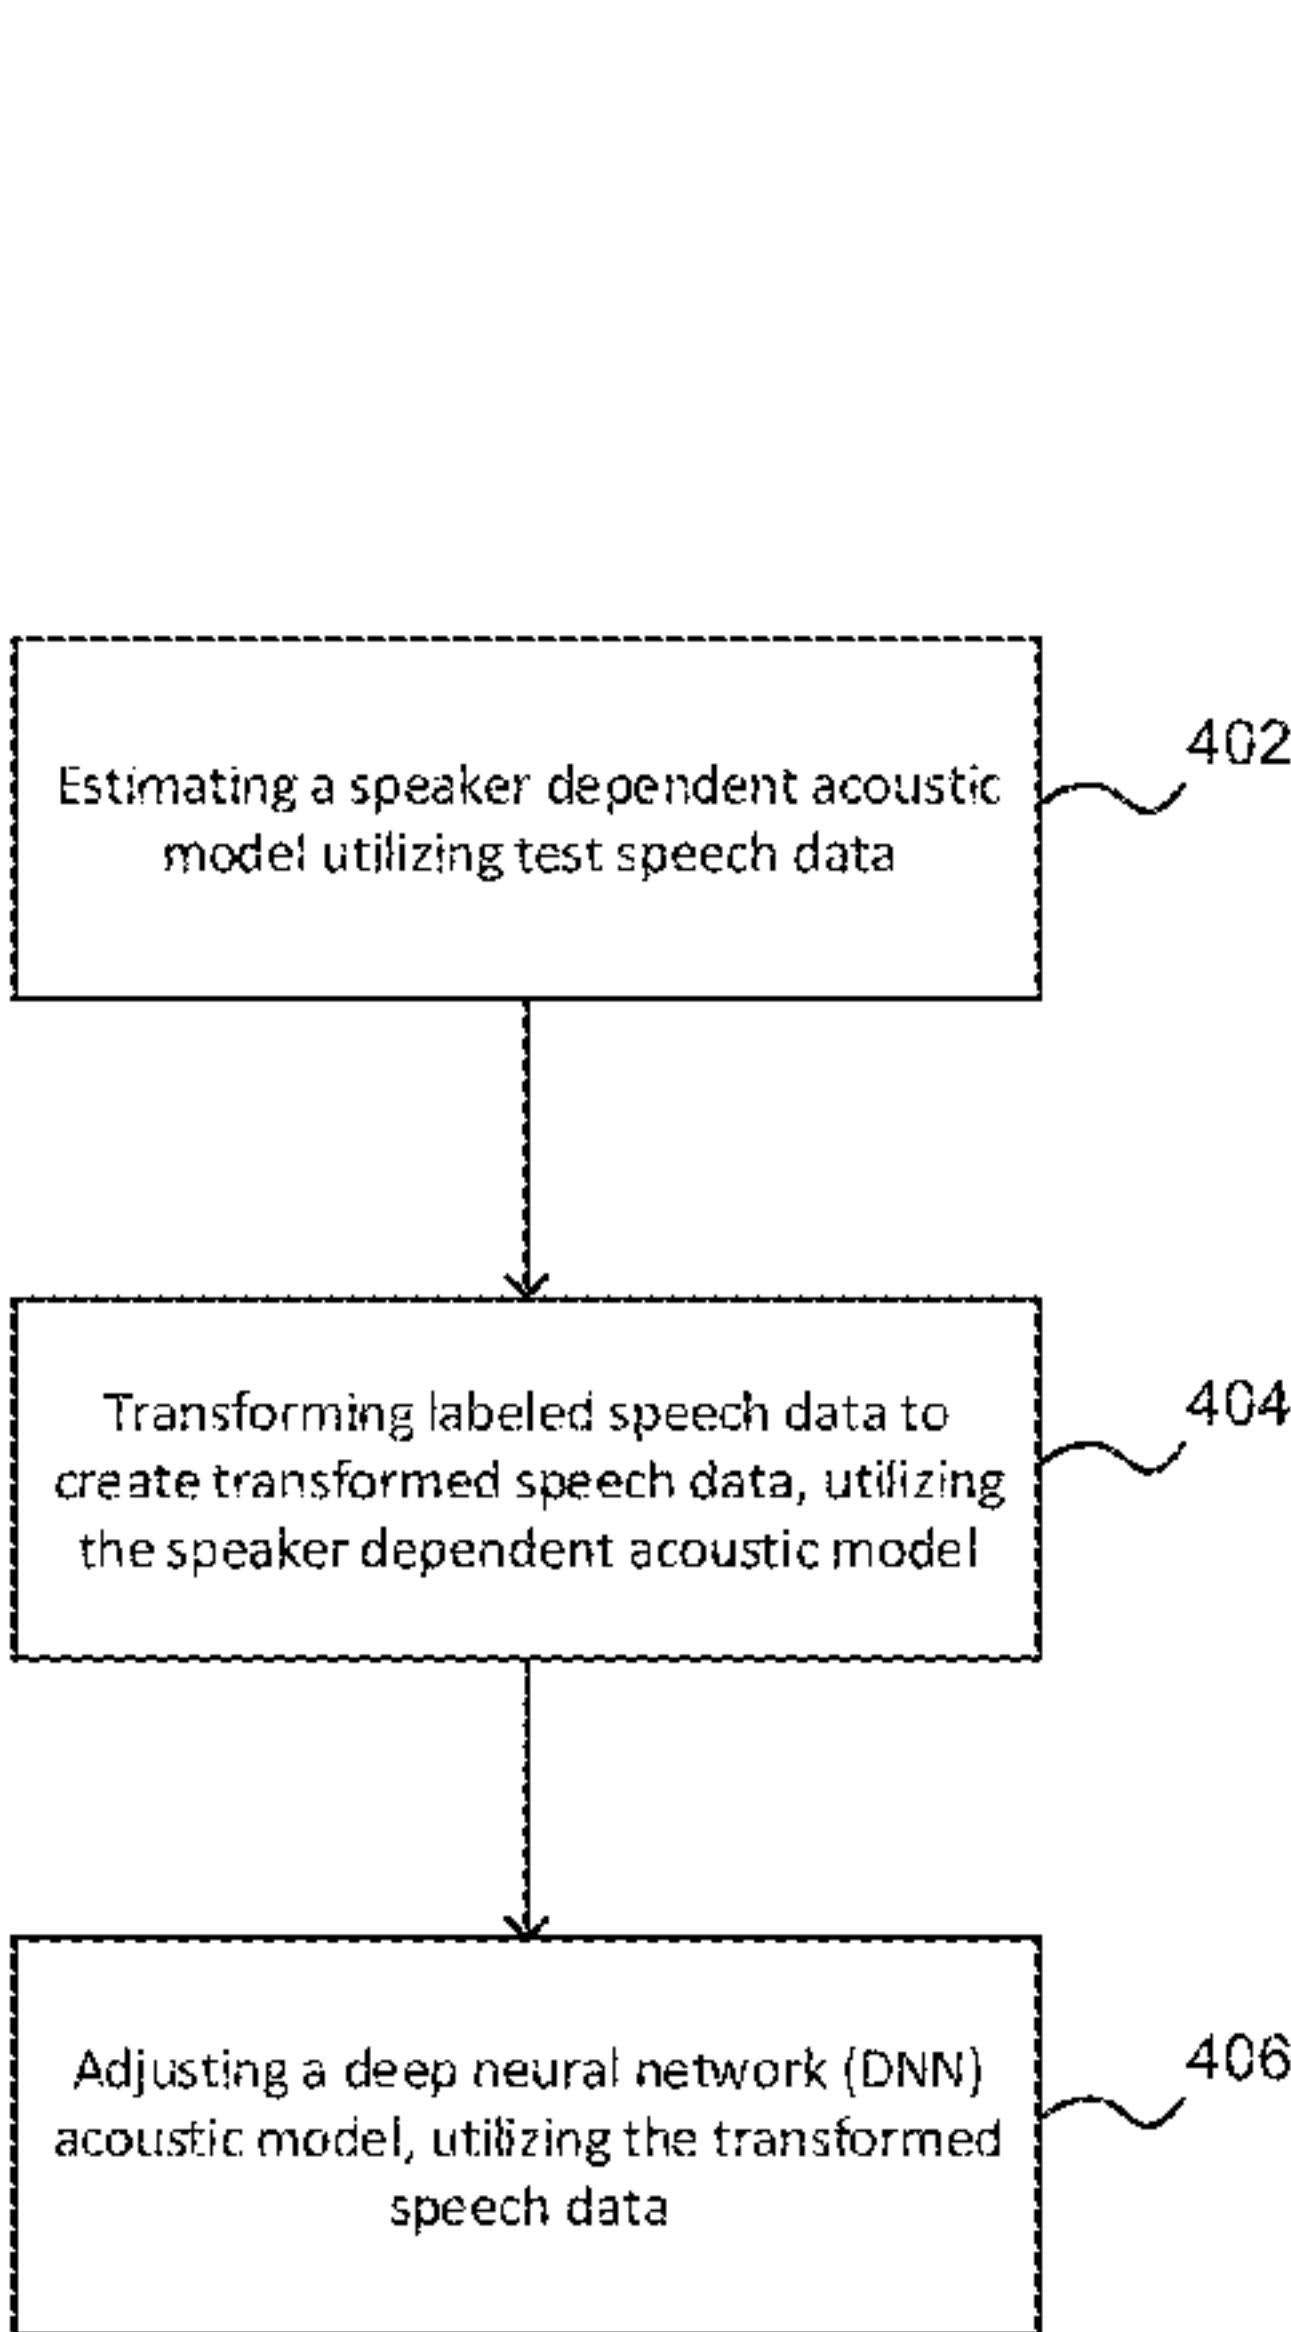 Estimating a speaker dependent acoustic
model utilizing test speech data
402
Transforming labeled speech data to
create transformed speech data, utilizing
the speaker dependent acoustic model
404
Adjusting a deep neural network (DNN)
acoustic model, utilizing the transformed
speech data
406